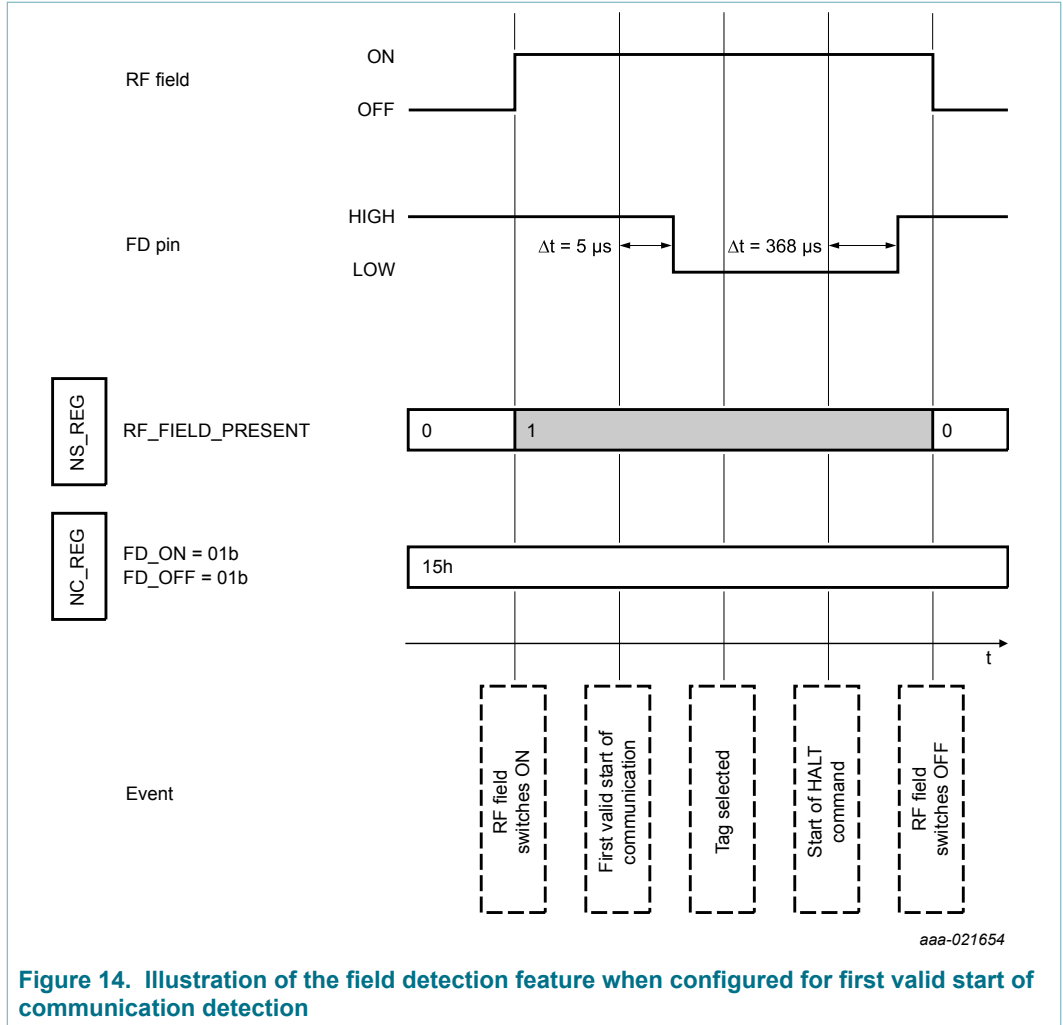 RF field
ON
OFF
FD pin
HIGH
LOW
Δt = 5 µs
Δt = 368 µs
NS_REG
RF_FIELD_PRESENT
0
1
0
NC_REG
FD_ON = 01b
FD_OFF = 01b
15h
t
Event
RF field
switches ON
First valid start of
communication
Tag selected
Start of HALT
command
RF field
switches OFF
aaa-021654
Figure 14. Illustration of the field detection feature when configured for first valid start of
communication detection